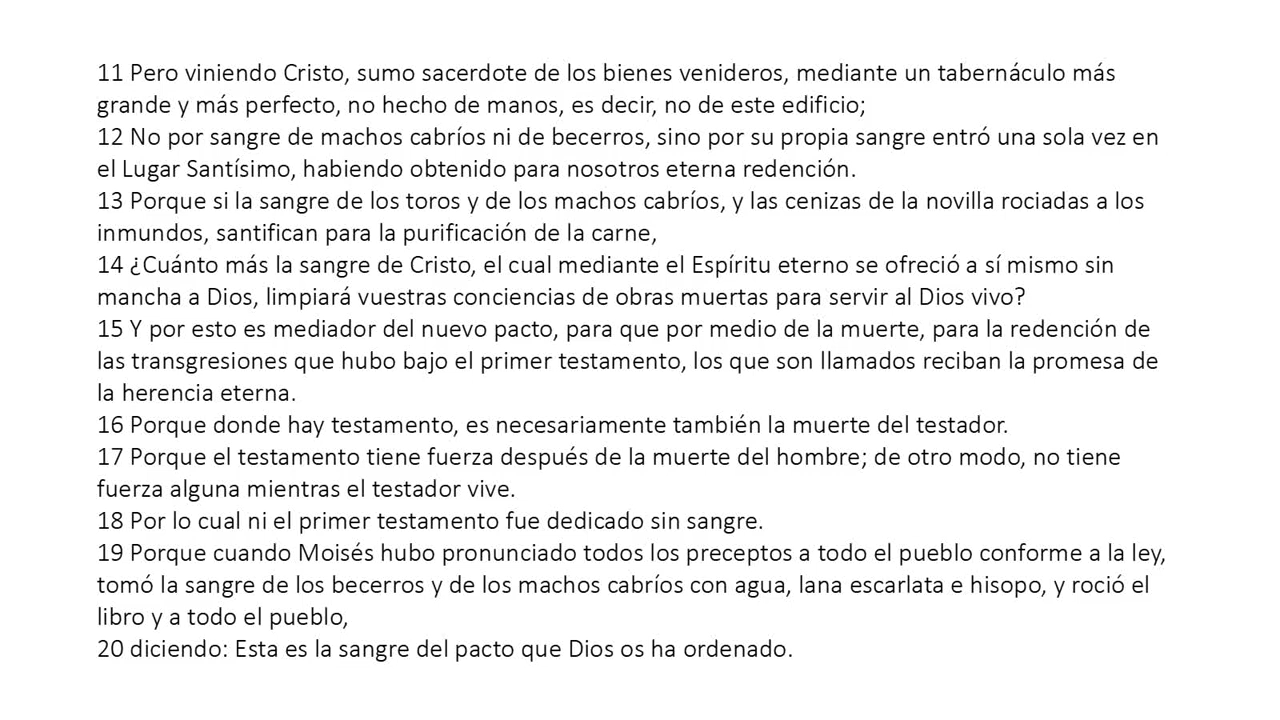 11 Pero viniendo Cristo, sumo sacerdote de los bienes venideros, mediante un tabernáculo más
grande y más perfecto, no hecho de manos, es decir, no de este edificio;
12 No por sangre de machos cabríos ni de becerros, sino por su propia sangre entró una sola vez en
el Lugar Santísimo, habiendo obtenido para nosotros eterna redención.
13 Porque si la sangre de los toros y de los machos cabríos, y las cenizas de la novilla rociadas a los
inmundos, santifican para la purificación de la carne,
14 ¿Cuánto más la sangre de Cristo, el cual mediante el Espíritu eterno se ofreció a sí mismo sin
mancha a Dios, limpiará vuestras conciencias de obras muertas para servir al Dios vivo?
15 Y por esto es mediador del nuevo pacto, para que por medio de la muerte, para la redención de
las transgresiones que hubo bajo el primer testamento, los que son llamados reciban la promesa de
la herencia eterna.
16 Porque donde hay testamento, es necesariamente también la muerte del testador.
17 Porque el testamento tiene fuerza después de la muerte del hombre; de otro modo, no tiene
fuerza alguna mientras el testador vive.
18 Por lo cual ni el primer testamento fue dedicado sin sangre.
19 Porque cuando Moisés hubo pronunciado todos los preceptos a todo el pueblo conforme a la ley,
tomó la sangre de los becerros y de los machos cabríos con agua, lana escarlata e hisopo, y roció el
libro y a todo el pueblo,
20 diciendo: Esta es la sangre del pacto que Dios os ha ordenado.